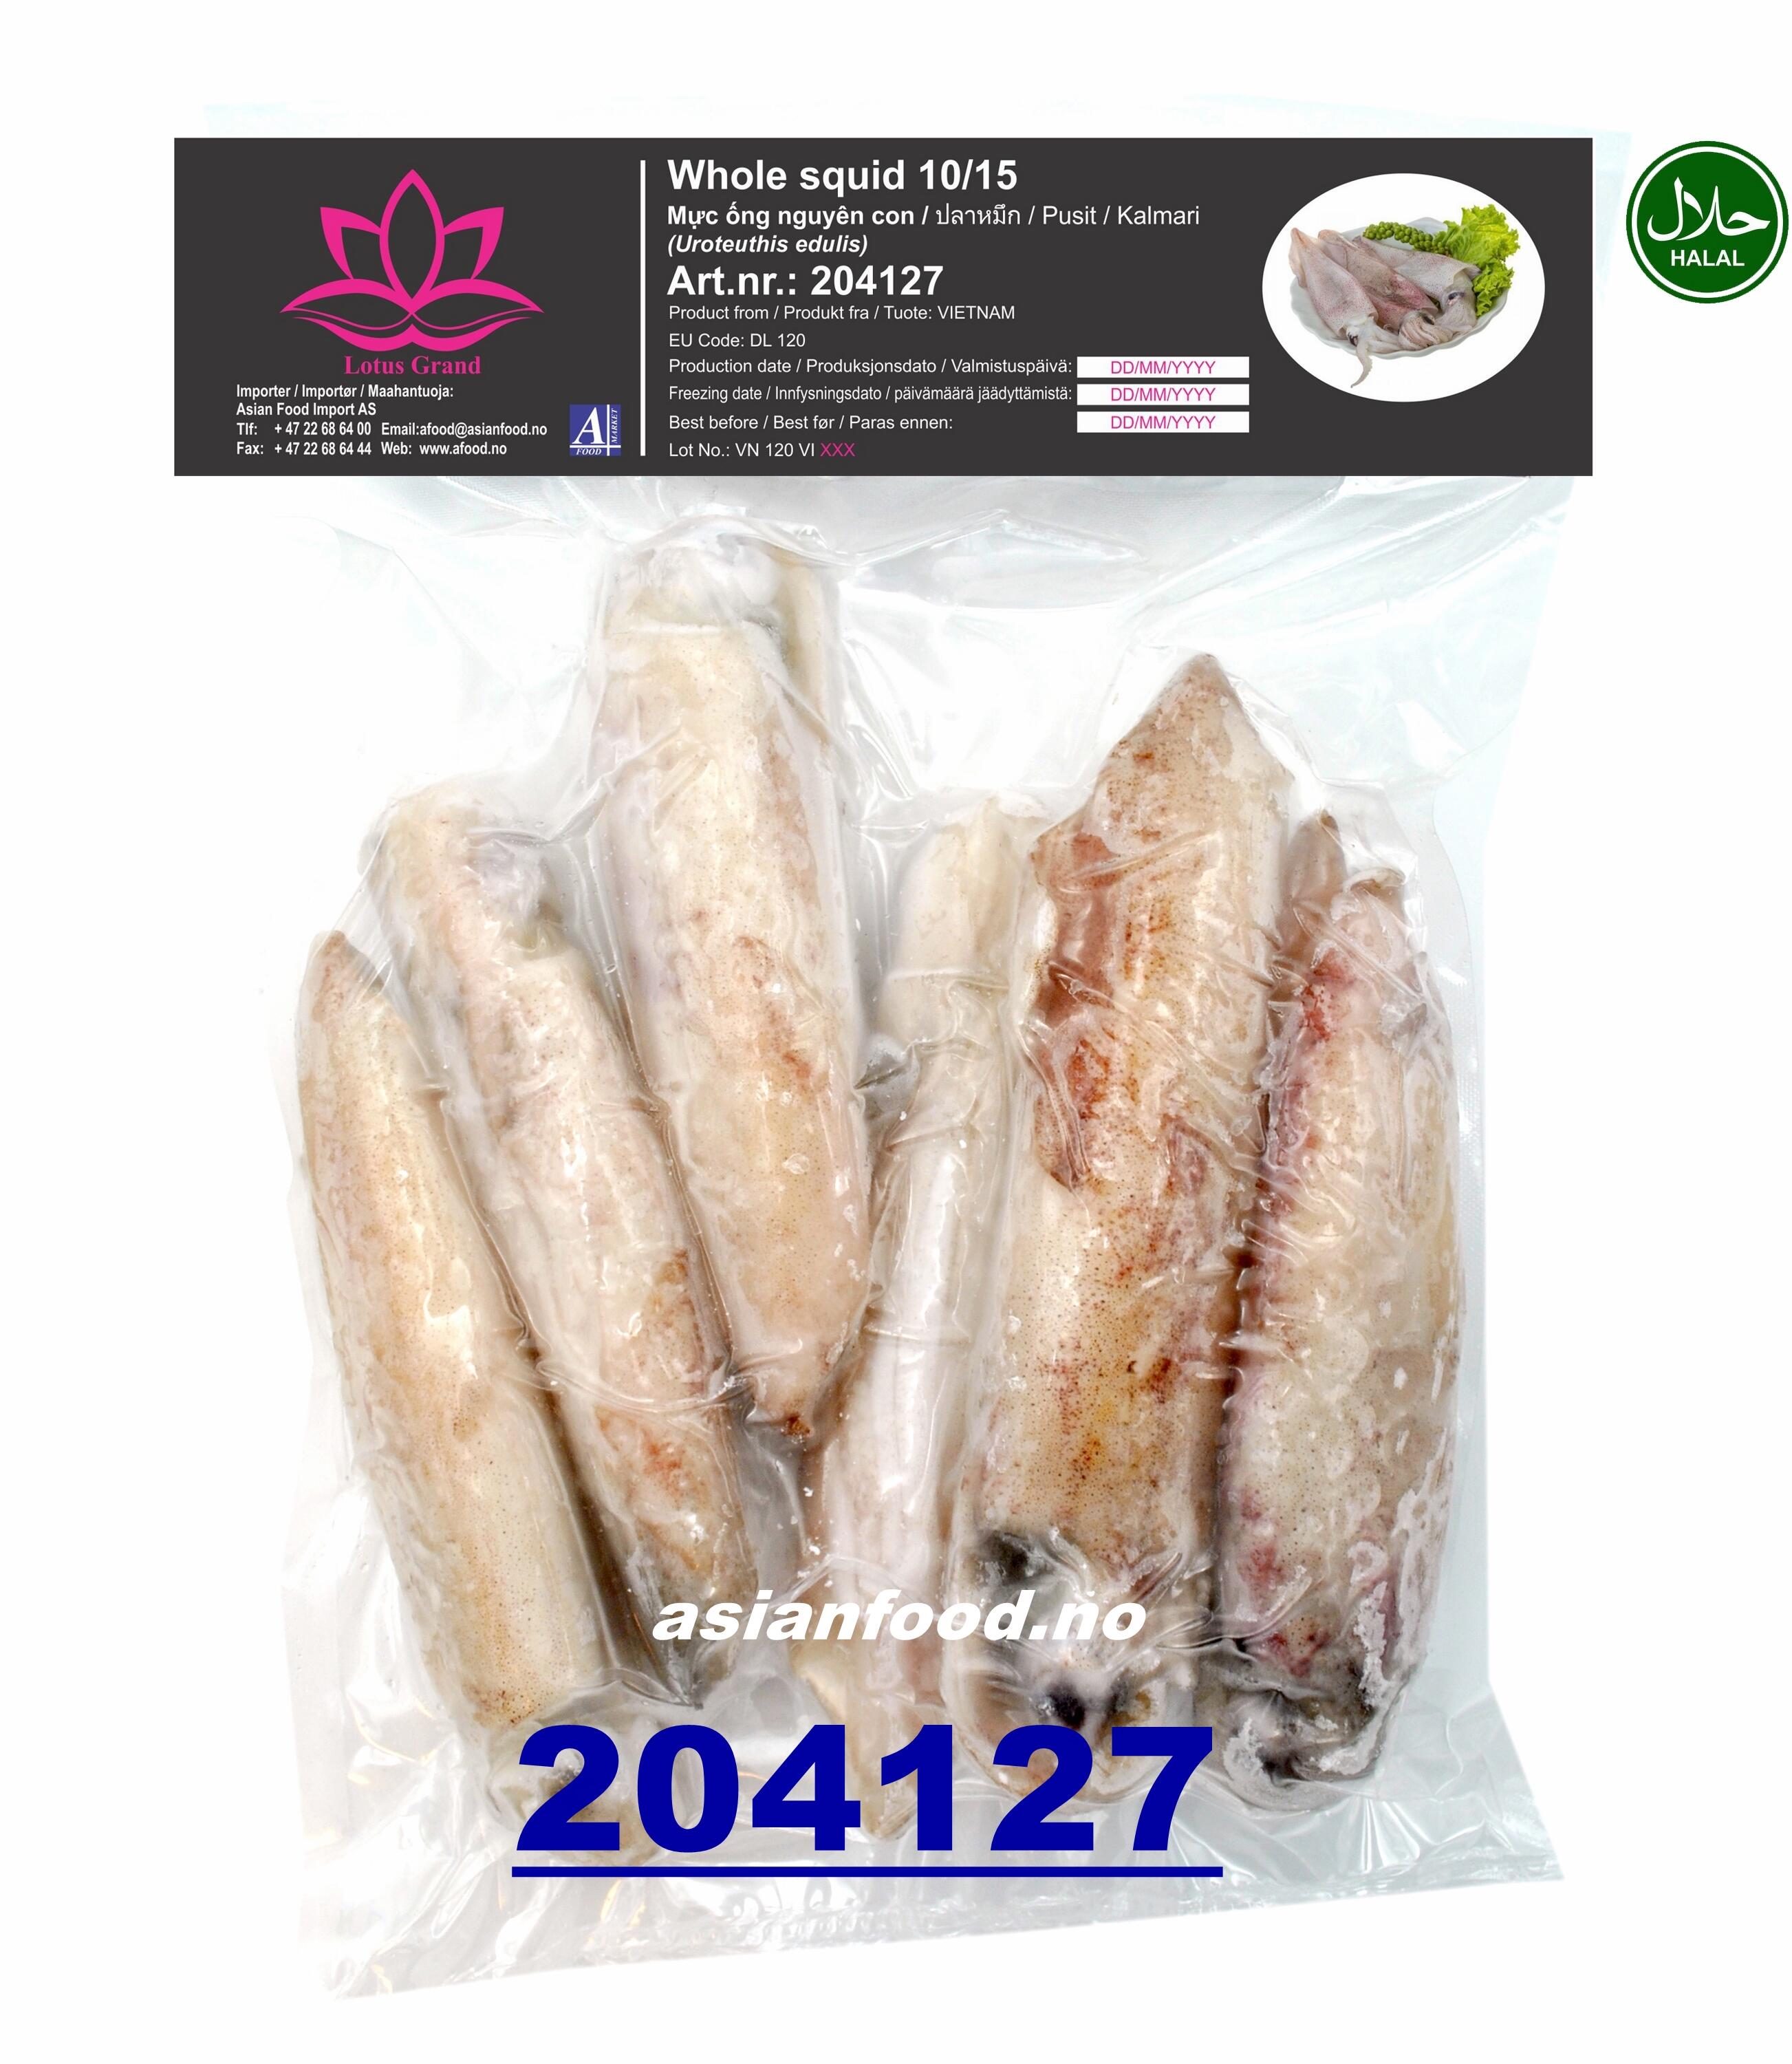 Whole squid 10/15
Mực ống nguyên con / ปลาหมึก / Pusit / Kalmari
(Uroteuthis edulis)
Art.nr.: 204127
Product from / Produkt fra / Tuote: VIETNAM
EU Code: DL 120
Production date / Produksjonsdato / Valmistuspäivä: DD/MM/YYYY
Freezing date / Innfysningsdato / päivämäärä jäädyttämistä: DD/MM/YYYY
Best before / Best før / Paras ennen: DD/MM/YYYY
Lot No.: VN 120 VI XXX
Lotus Grand
Importer / Importør / Maahantuoja:
Asian Food Import AS
Tlf: + 47 22 68 64 00 Email:afood@asianfood.no
Fax: + 47 22 68 64 44 Web: www.afood.no
A
FOOD
MARKET
حلال
HALAL
asianfood.no
204127